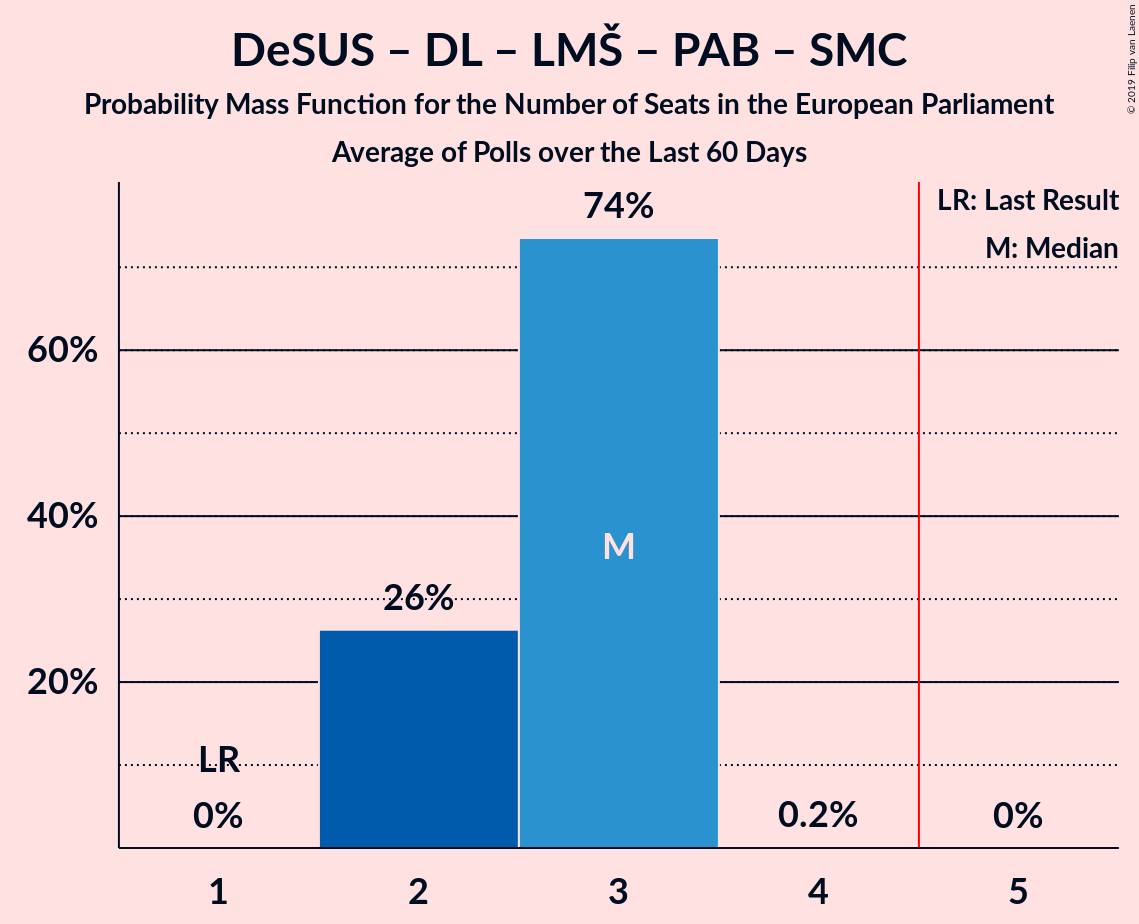 DeSUS – DL – LMŠ – PAB – SMC
Probability Mass Function for the Number of Seats in the European Parliament
Average of Polls over the Last 60 Days
© 2019 Filip van Laenen
LR: Last Result
M: Median
74%
60%
40%
20%
M
26%
LR
0%
0.2%
0%
1 2 3 4 5